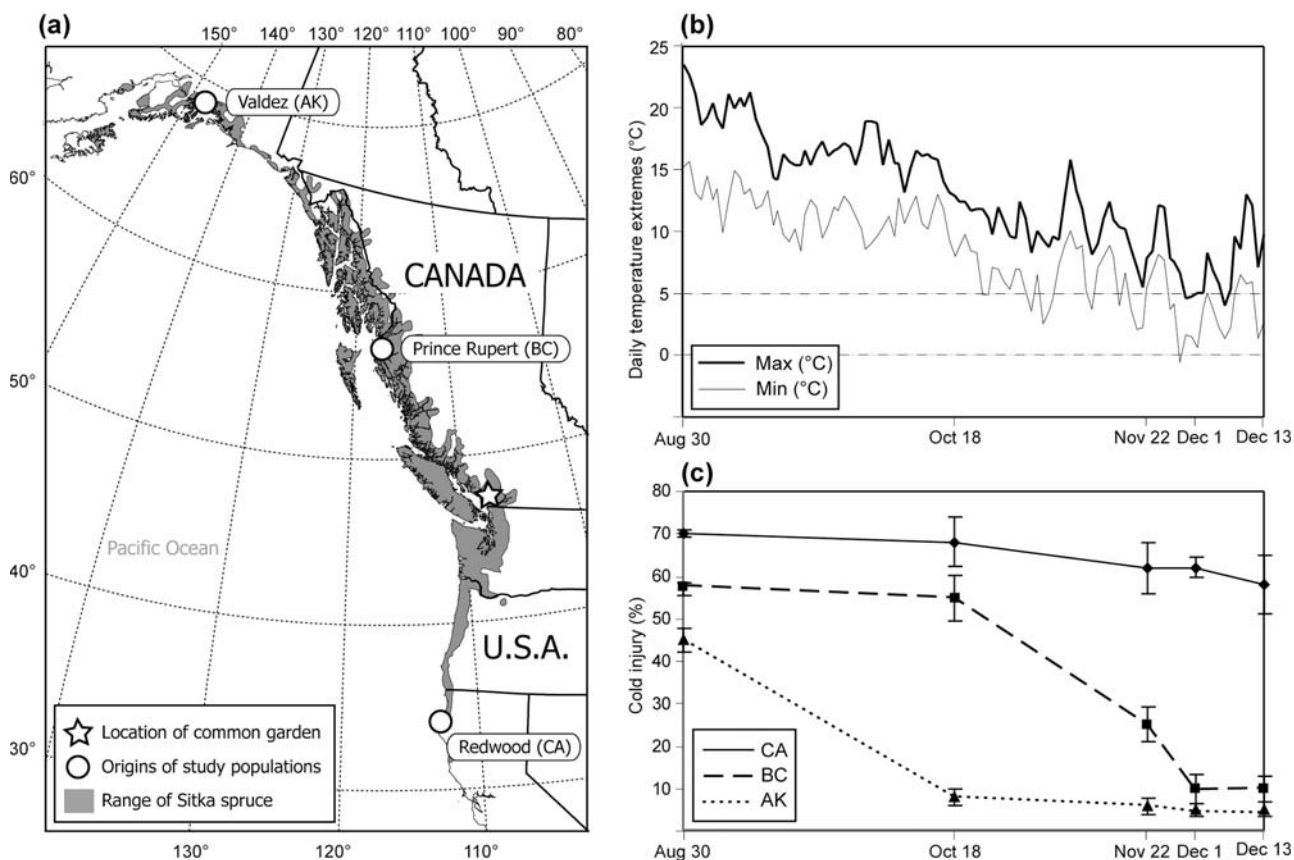 (a)
150°
140°
130°
120°
110°
100°
90°
80°
Valdez (AK)
60°
CANADA
Prince Rupert (BC)
50°
Pacific Ocean
40°
U.S.A.
Location of common garden
Origins of study populations
Redwood (CA)
30°
Range of Sitka spruce
130°
120°
110°
(b)
Daily temperature extremes (°C)
25
20
15
10
5
0
Max (°C)
Min (°C)
Aug 30
Oct 18
Nov 22
Dec 1
Dec 13
(c)
Cold injury (%)
80
70
60
50
40
30
20
10
CA
BC
AK
Aug 30
Oct 18
Nov 22
Dec 1
Dec 13